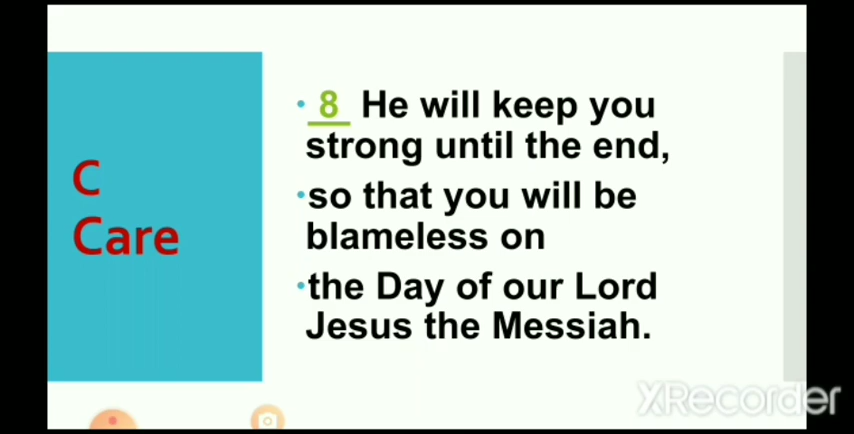 C
Care
• 8 He will keep you
strong until the end,
•so that you will be
blameless on
•the Day of our Lord
Jesus the Messiah.
XRecorder